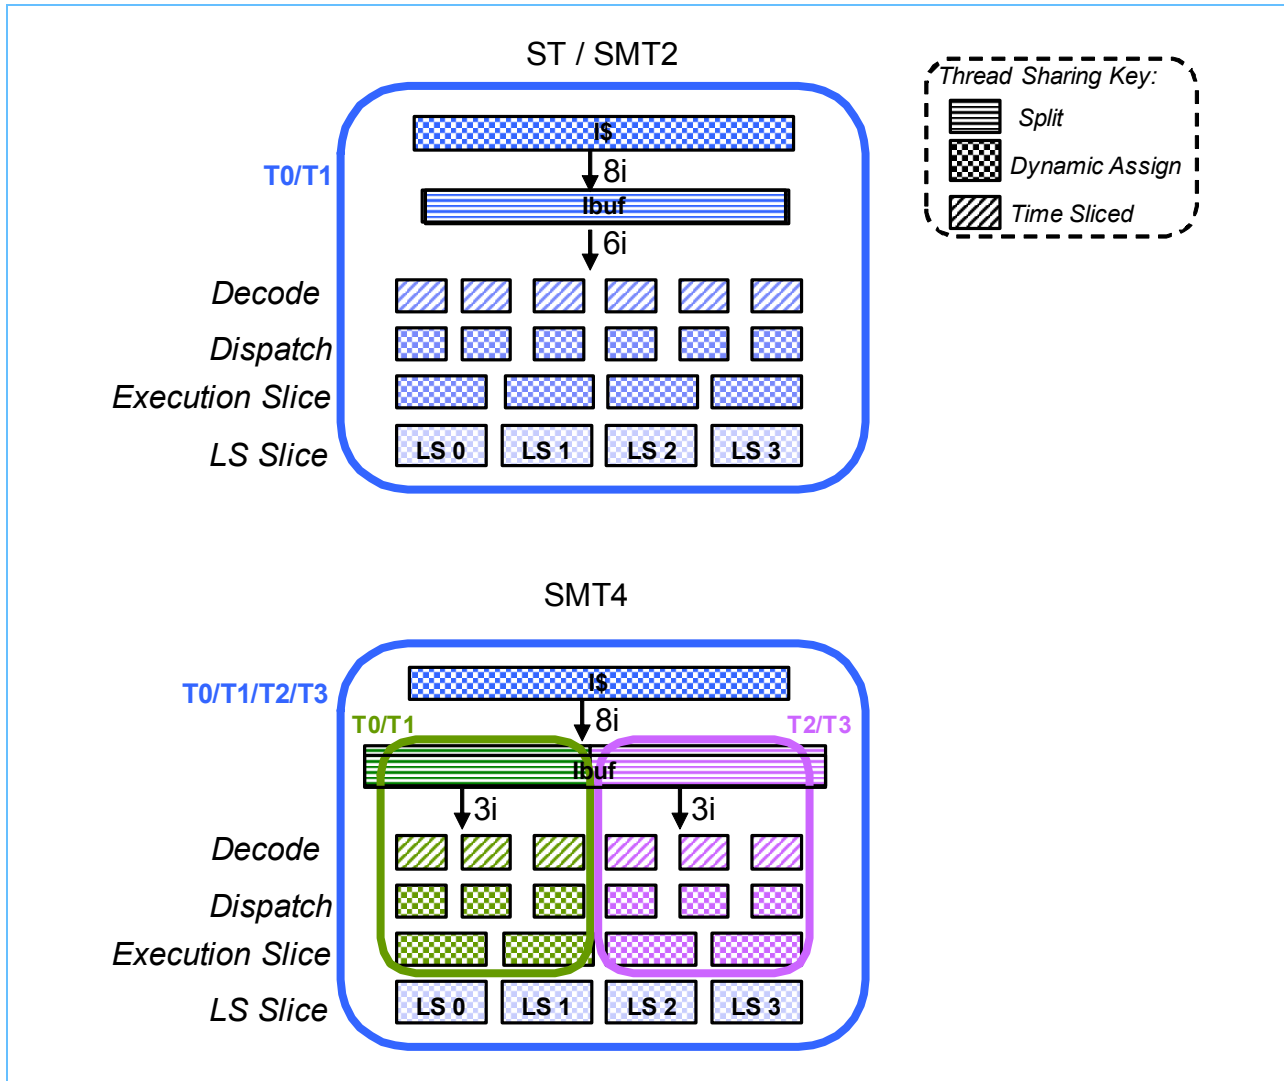 ST / SMT2
Thread Sharing Key:
Split
Dynamic Assign
Time Sliced
I$
T0/T1
8i
Ibuf
6i
Decode
Dispatch
Execution Slice
LS Slice
LS 0 LS 1 LS 2 LS 3
SMT4
T0/T1/T2/T3
I$
T0/T1
8i
T2/T3
Ibuf
3i 3i
Decode
Dispatch
Execution Slice
LS Slice
LS 0 LS 1 LS 2 LS 3